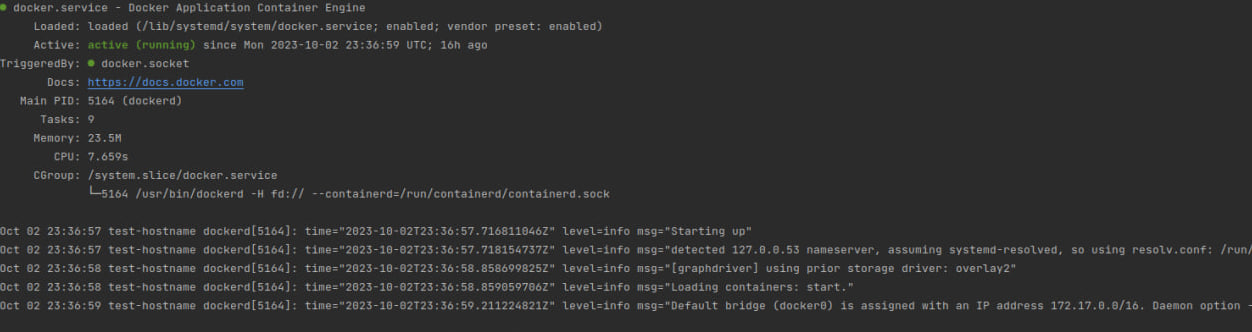 ● docker.service - Docker Application Container Engine
Loaded: loaded (/lib/systemd/system/docker.service; enabled; vendor preset: enabled)
Active: active (running) since Mon 2023-10-02 23:36:59 UTC; 16h ago
TriggeredBy: ● docker.socket
Docs: https://docs.docker.com
Main PID: 5164 (dockerd)
Tasks: 9
Memory: 23.5M
CPU: 7.659s
CGroup: /system.slice/docker.service
└─5164 /usr/bin/dockerd -H fd:// --containerd=/run/containerd/containerd.sock
Oct 02 23:36:57 test-hostname dockerd[5164]: time="2023-10-02T23:36:57.716811046Z" level=info msg="Starting up"
Oct 02 23:36:57 test-hostname dockerd[5164]: time="2023-10-02T23:36:57.718154737Z" level=info msg="detected 127.0.0.53 nameserver, assuming systemd-resolved, so using resolv.conf: /run/
Oct 02 23:36:58 test-hostname dockerd[5164]: time="2023-10-02T23:36:58.858699825Z" level=info msg="[graphdriver] using prior storage driver: overlay2"
Oct 02 23:36:58 test-hostname dockerd[5164]: time="2023-10-02T23:36:58.859059706Z" level=info msg="Loading containers: start."
Oct 02 23:36:59 test-hostname dockerd[5164]: time="2023-10-02T23:36:59.211224821Z" level=info msg="Default bridge (docker0) is assigned with an IP address 172.17.0.0/16. Daemon option -